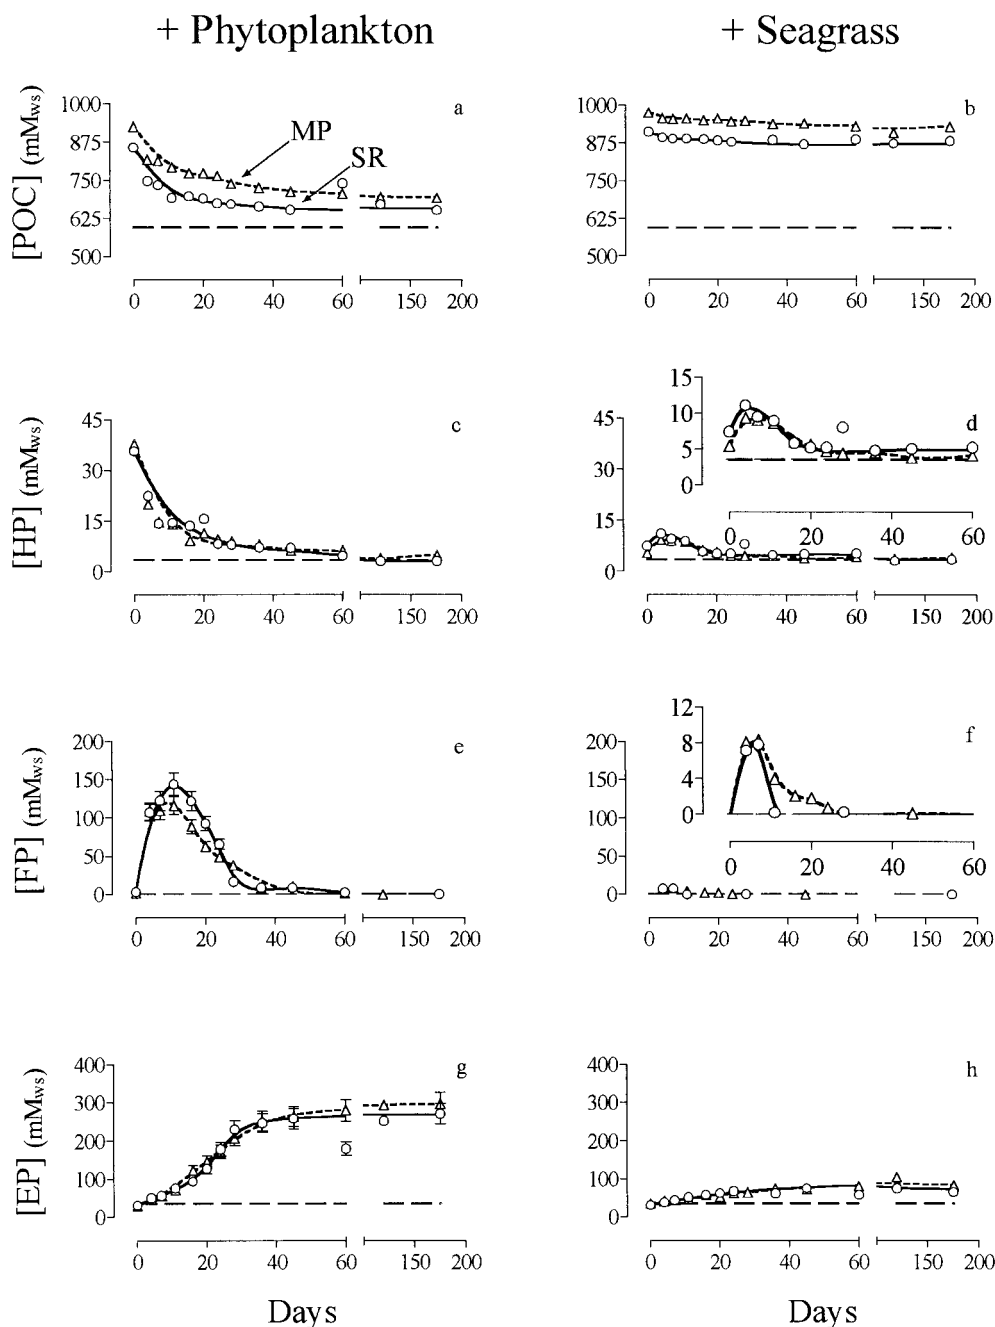 + Phytoplankton
+ Seagrass
[POC] (mMws)
1000
875
750
625
500
a
MP
SR
0 20 40 60 150 200
1000
875
750
625
500
b
0 20 40 60 150 200
[HP] (mMws)
45
30
15
0
c
0 20 40 60 150 200
45
30
15
0
15
10
5
0
d
0 20 40 60
0 20 40 60 150 200
[FP] (mMws)
200
150
100
50
0
e
0 20 40 60 150 200
200
150
100
50
0
12
8
4
0
f
0 20 40 60
0 20 40 60 150 200
[EP] (mMws)
400
300
200
100
0
g
0 20 40 60 150 200
400
300
200
100
0
h
0 20 40 60 150 200
Days
Days